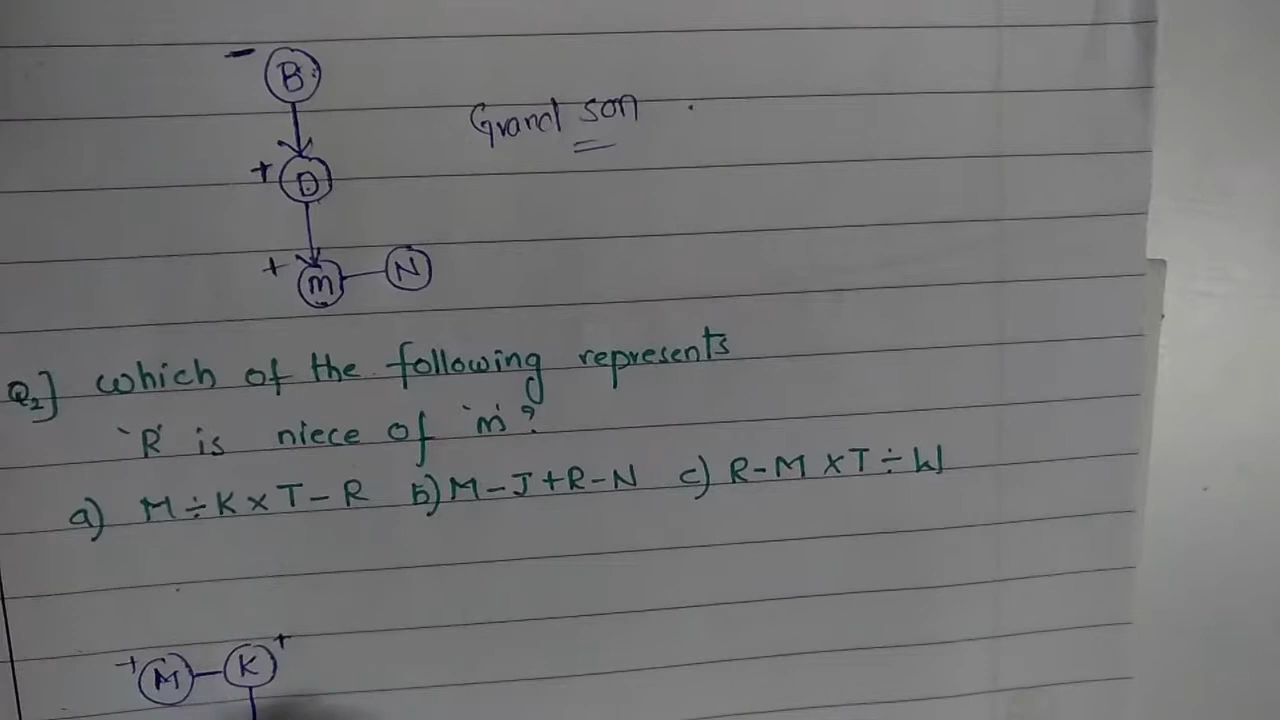 - B
Grand son .
+ D
+ M N
Q2] which of the following represents
`R' is niece of `m'?
a) M÷K×T-R b) M-J+R-N c) R-M×T÷W
+ M K +